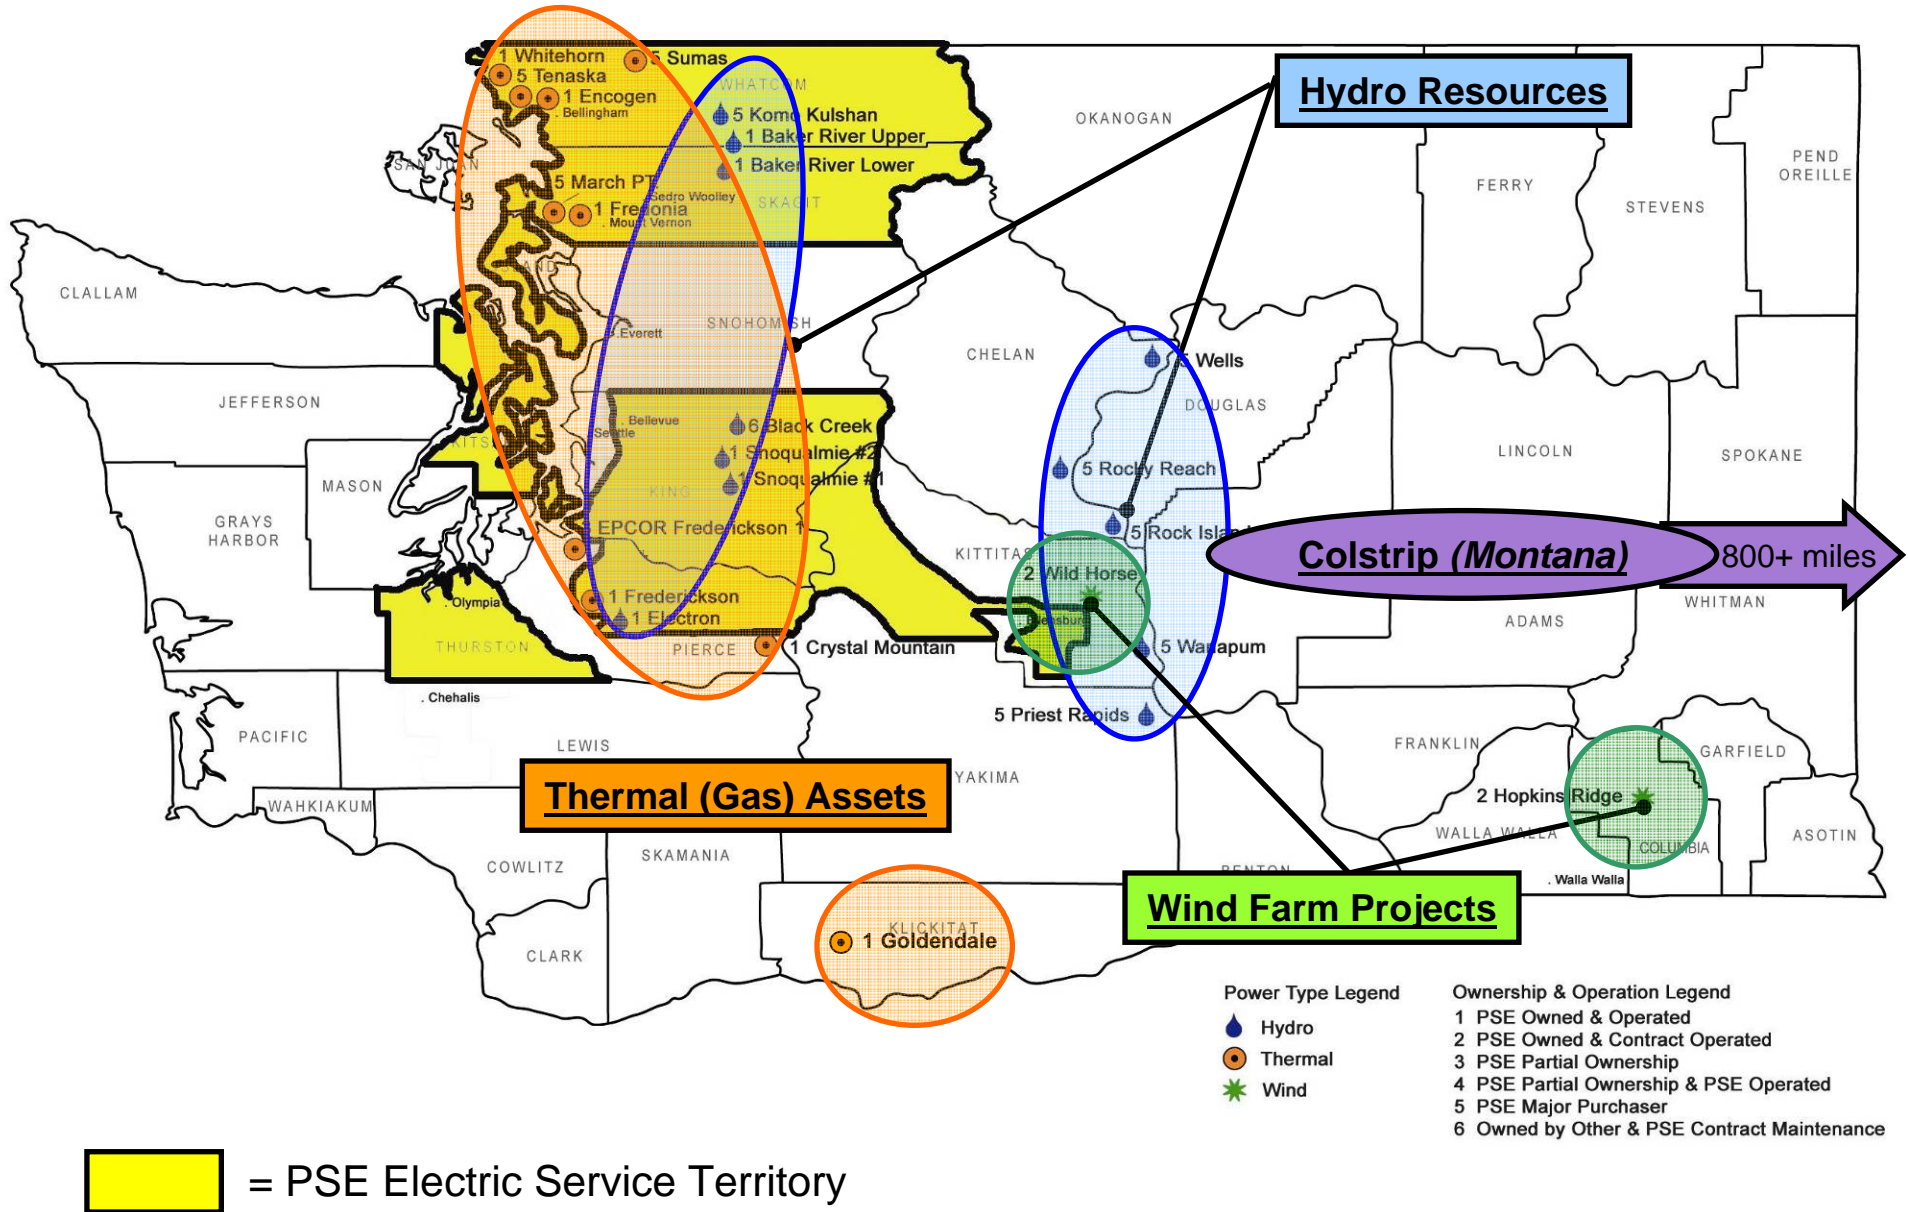 1 Whitehorn
5 Sumas
5 Tenaska
1 Encogen
. Bellingham
WHATCOM
5 Komo Kulshan
1 Baker River Upper
1 Baker River Lower
SAN JUAN
5 March PT.
Sedro Woolley
SKAGIT
1 Fredonia
. Mount Vernon
Hydro Resources
OKANOGAN
FERRY
STEVENS
PEND
OREILLE
CLALLAM
SNOHOMISH
.Everett
CHELAN
5 Wells
DOUGLAS
JEFFERSON
. Bellevue
Seattle
6 Black Creek
1 Snoqualmie #2
1 Snoqualmie #1
KING
5 Rocky Reach
5 Rock Island
LINCOLN
SPOKANE
MASON
GRAYS
HARBOR
EPCOR Frederickson 1
KITTITAS
2 Wild Horse
Ellensburg
Colstrip (Montana)
800+ miles
. Olympia
1 Frederickson
1 Electron
THURSTON
PIERCE
1 Crystal Mountain
5 Wanapum
ADAMS
WHITMAN
. Chehalis
5 Priest Rapids
PACIFIC
LEWIS
YAKIMA
FRANKLIN
GARFIELD
Thermal (Gas) Assets
2 Hopkins Ridge
WAHKIAKUM
WALLA WALLA
COLUMBIA
ASOTIN
COWLITZ
SKAMANIA
BENTON
. Walla Walla
Wind Farm Projects
KLICKITAT
1 Goldendale
CLARK
Power Type Legend
Hydro
Thermal
Wind
Ownership & Operation Legend
1 PSE Owned & Operated
2 PSE Owned & Contract Operated
3 PSE Partial Ownership
4 PSE Partial Ownership & PSE Operated
5 PSE Major Purchaser
6 Owned by Other & PSE Contract Maintenance
= PSE Electric Service Territory